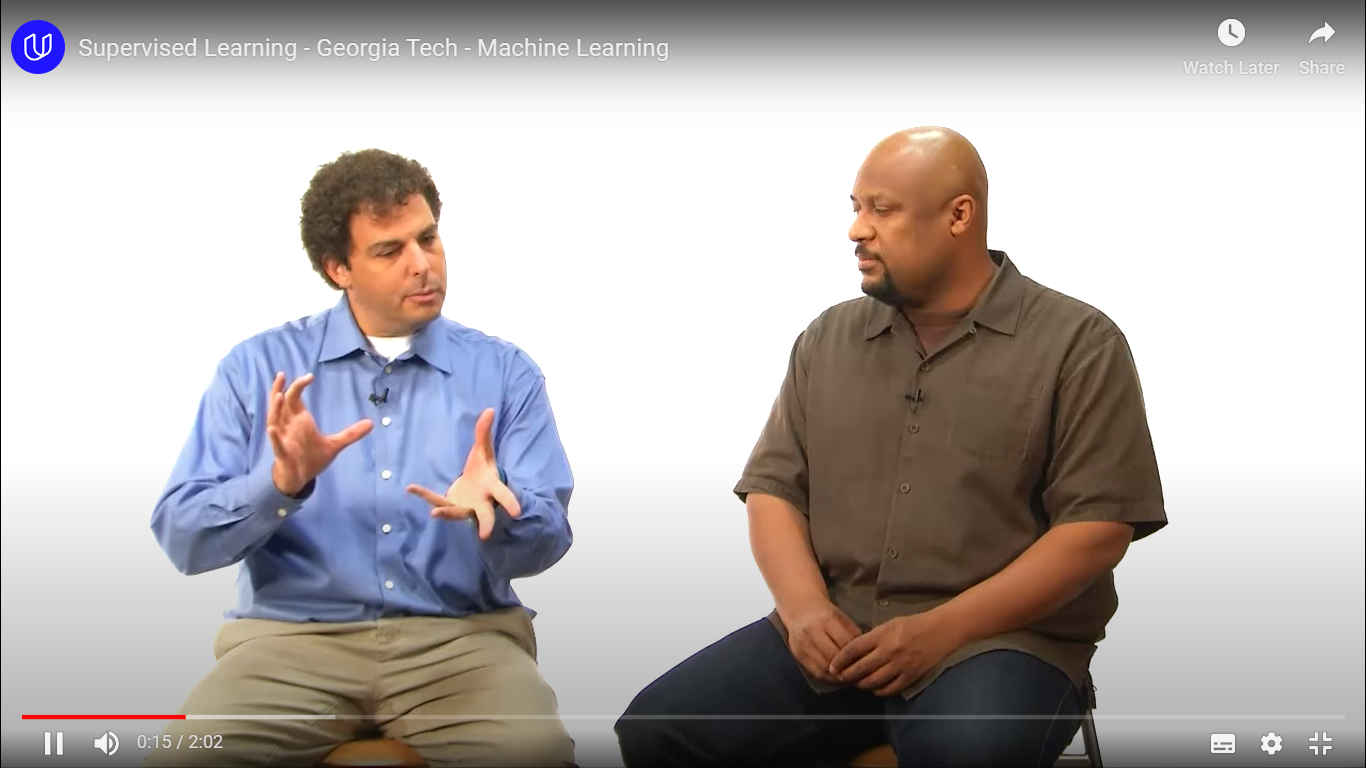 Supervised Learning - Georgia Tech - Machine Learning
Watch Later
Share
0:15 / 2:02